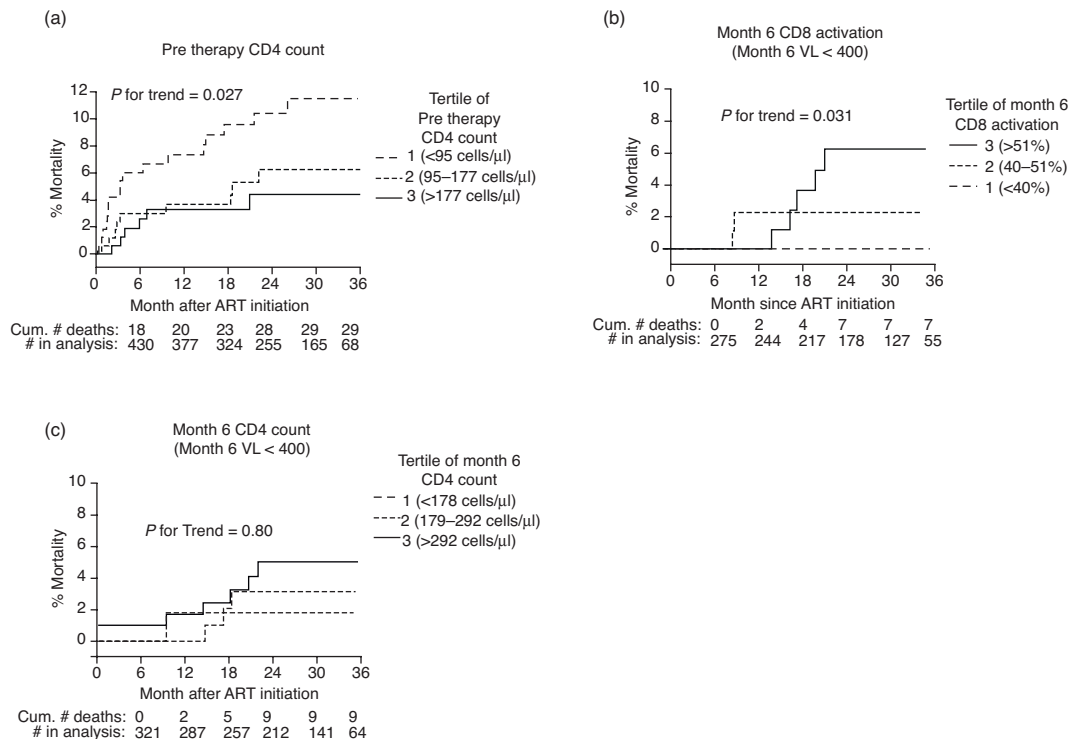 (a)
Pre therapy CD4 count
P for trend = 0.027
% Mortality
12
10
8
6
4
2
0
0 6 12 18 24 30 36
Month after ART initiation
Tertile of
Pre therapy
CD4 count
1 (<95 cells/µl)
2 (95–177 cells/µl)
3 (>177 cells/µl)
Cum. # deaths: 18 20 23 28 29 29
# in analysis: 430 377 324 255 165 68
(b)
Month 6 CD8 activation
(Month 6 VL < 400)
P for trend = 0.031
% Mortality
10
8
6
4
2
0
0 6 12 18 24 30 36
Month since ART initiation
Tertile of month 6
CD8 activation
3 (>51%)
2 (40–51%)
1 (<40%)
Cum. # deaths: 0 2 4 7 7 7
# in analysis: 275 244 217 178 127 55
(c)
Month 6 CD4 count
(Month 6 VL < 400)
P for Trend = 0.80
% Mortality
10
8
6
4
2
0
0 6 12 18 24 30 36
Month after ART initiation
Tertile of month 6
CD4 count
1 (<178 cells/µl)
2 (179–292 cells/µl)
3 (>292 cells/µl)
Cum. # deaths: 0 2 5 9 9 9
# in analysis: 321 287 257 212 141 64